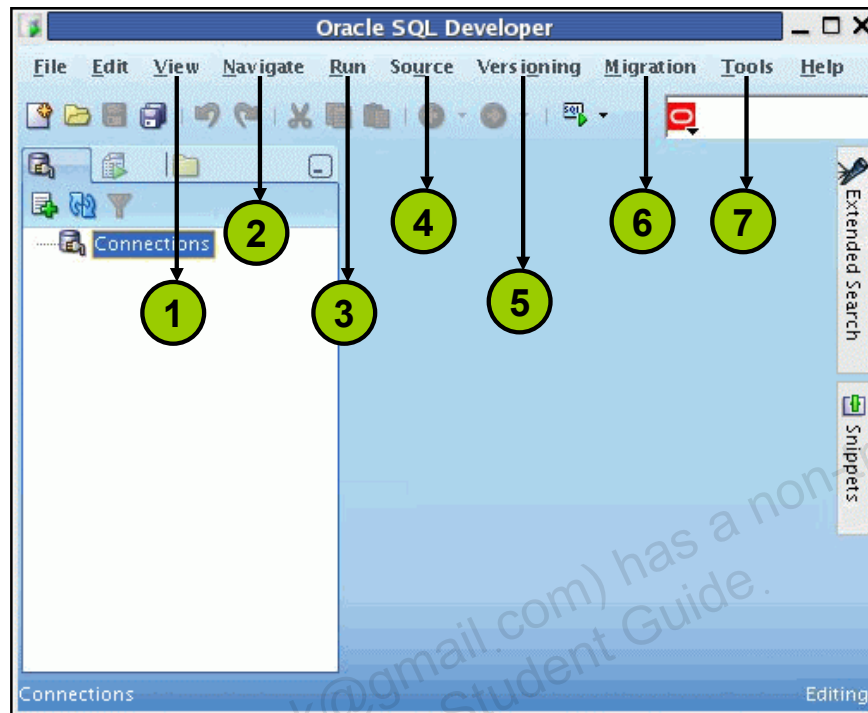 Oracle SQL Developer
File Edit View Navigate Run Source Versioning Migration Tools Help
Connections
1
2
3
4
5
6
7
Extended Search
Snippets
@gmail.com) has a
Student Guide.
Connections
Editing